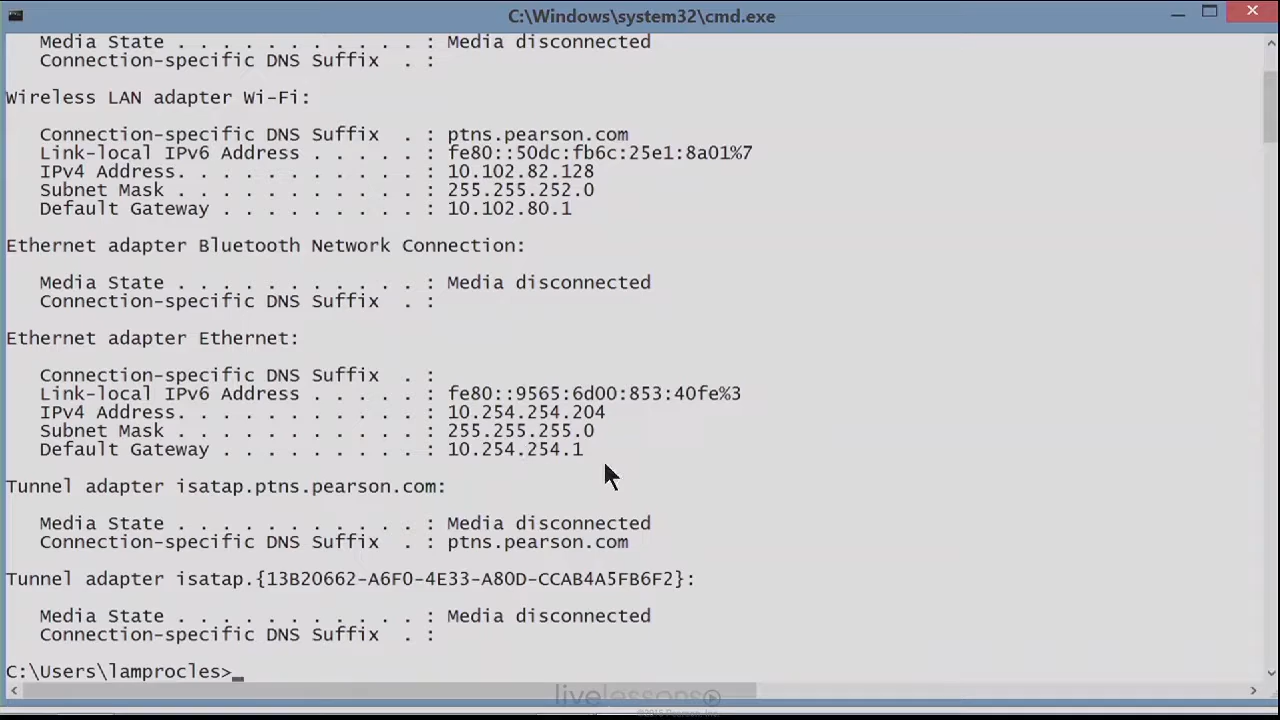 C:\Windows\system32\cmd.exe
Media State . . . . . . . . . . . : Media disconnected
Connection-specific DNS Suffix  . :
Wireless LAN adapter Wi-Fi:
Connection-specific DNS Suffix  . : ptns.pearson.com
Link-local IPv6 Address . . . . . : fe80::50dc:fb6c:25e1:8a01%7
IPv4 Address. . . . . . . . . . . : 10.102.82.128
Subnet Mask . . . . . . . . . . . : 255.255.252.0
Default Gateway . . . . . . . . . : 10.102.80.1
Ethernet adapter Bluetooth Network Connection:
Media State . . . . . . . . . . . : Media disconnected
Connection-specific DNS Suffix  . :
Ethernet adapter Ethernet:
Connection-specific DNS Suffix  . :
Link-local IPv6 Address . . . . . : fe80::9565:6d00:853:40fe%3
IPv4 Address. . . . . . . . . . . : 10.254.254.204
Subnet Mask . . . . . . . . . . . : 255.255.255.0
Default Gateway . . . . . . . . . : 10.254.254.1
Tunnel adapter isatap.ptns.pearson.com:
Media State . . . . . . . . . . . : Media disconnected
Connection-specific DNS Suffix  . : ptns.pearson.com
Tunnel adapter isatap.{13B20662-A6F0-4E33-A80D-CCAB4A5FB6F2}:
Media State . . . . . . . . . . . : Media disconnected
Connection-specific DNS Suffix  . :
C:\Users\lamprocles>_
livelessons
©2015 Pearson, Inc.